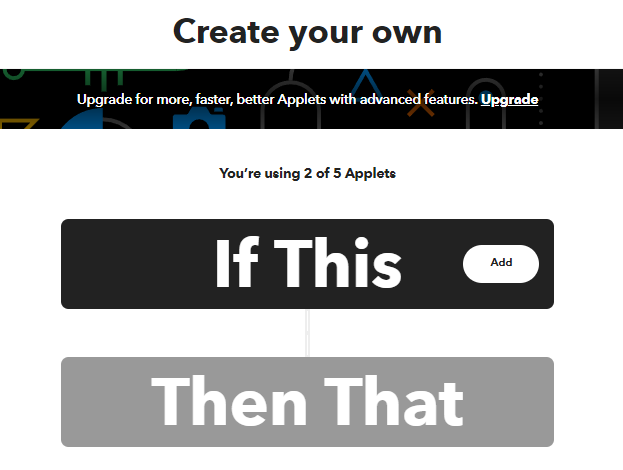 Create your own
Upgrade for more, faster, better Applets with advanced features. Upgrade
You’re using 2 of 5 Applets
If This
Add
Then That